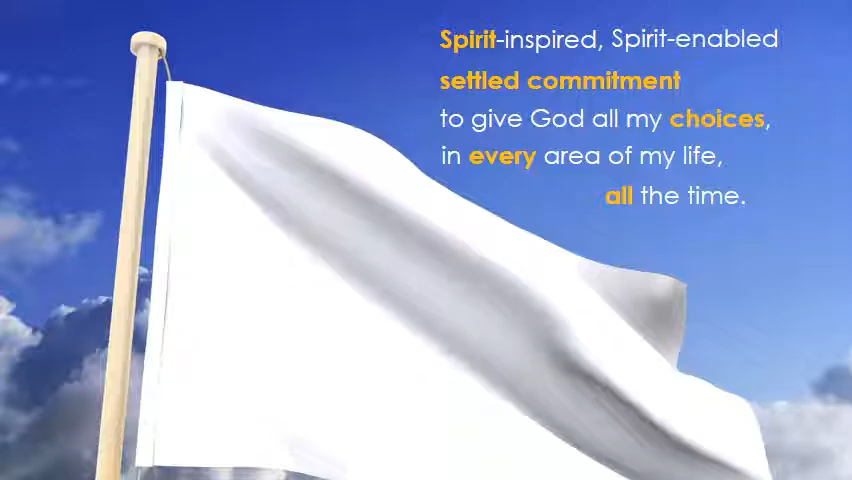 Spirit-inspired, Spirit-enabled
settled commitment
to give God all my choices,
in every area of my life,
all the time.